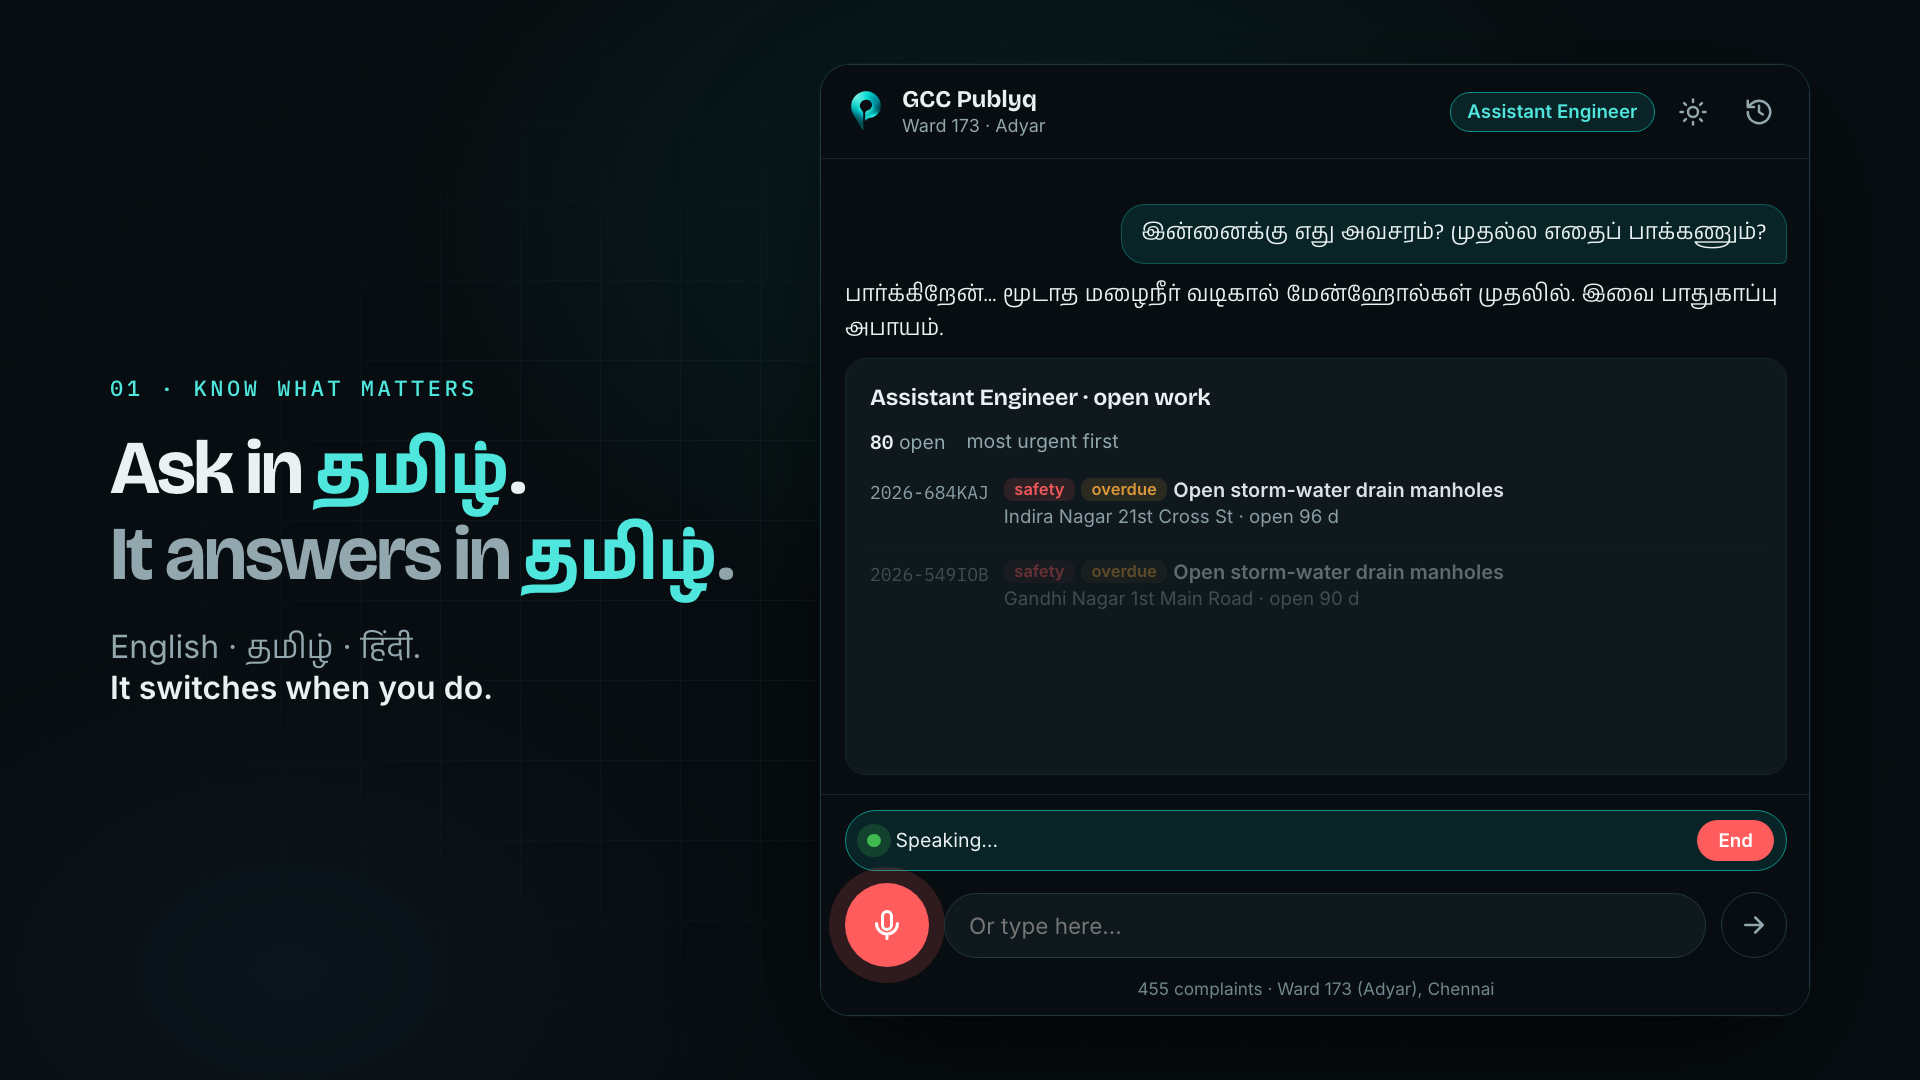 01 · KNOW WHAT MATTERS
Ask in தமிழ்.
It answers in தமிழ்.
English · தமிழ் · हिंदी.
It switches when you do.
GCC Publyq
Ward 173 · Adyar
Assistant Engineer
இன்னைக்கு எது அவசரம்? முதல்ல எதைப் பாக்கணும்?
பார்க்கிறேன்... மூடாத மழைநீர் வடிகால் மேன்ஹோல்கள் முதலில். இவை பாதுகாப்பு
அபாயம்.
Assistant Engineer · open work
80 open most urgent first
2026-684KAJ safety overdue Open storm-water drain manholes
Indira Nagar 21st Cross St · open 96 d
2026-549IOB safety overdue Open storm-water drain manholes
Gandhi Nagar 1st Main Road · open 90 d
Speaking...
End
Or type here...
455 complaints · Ward 173 (Adyar), Chennai